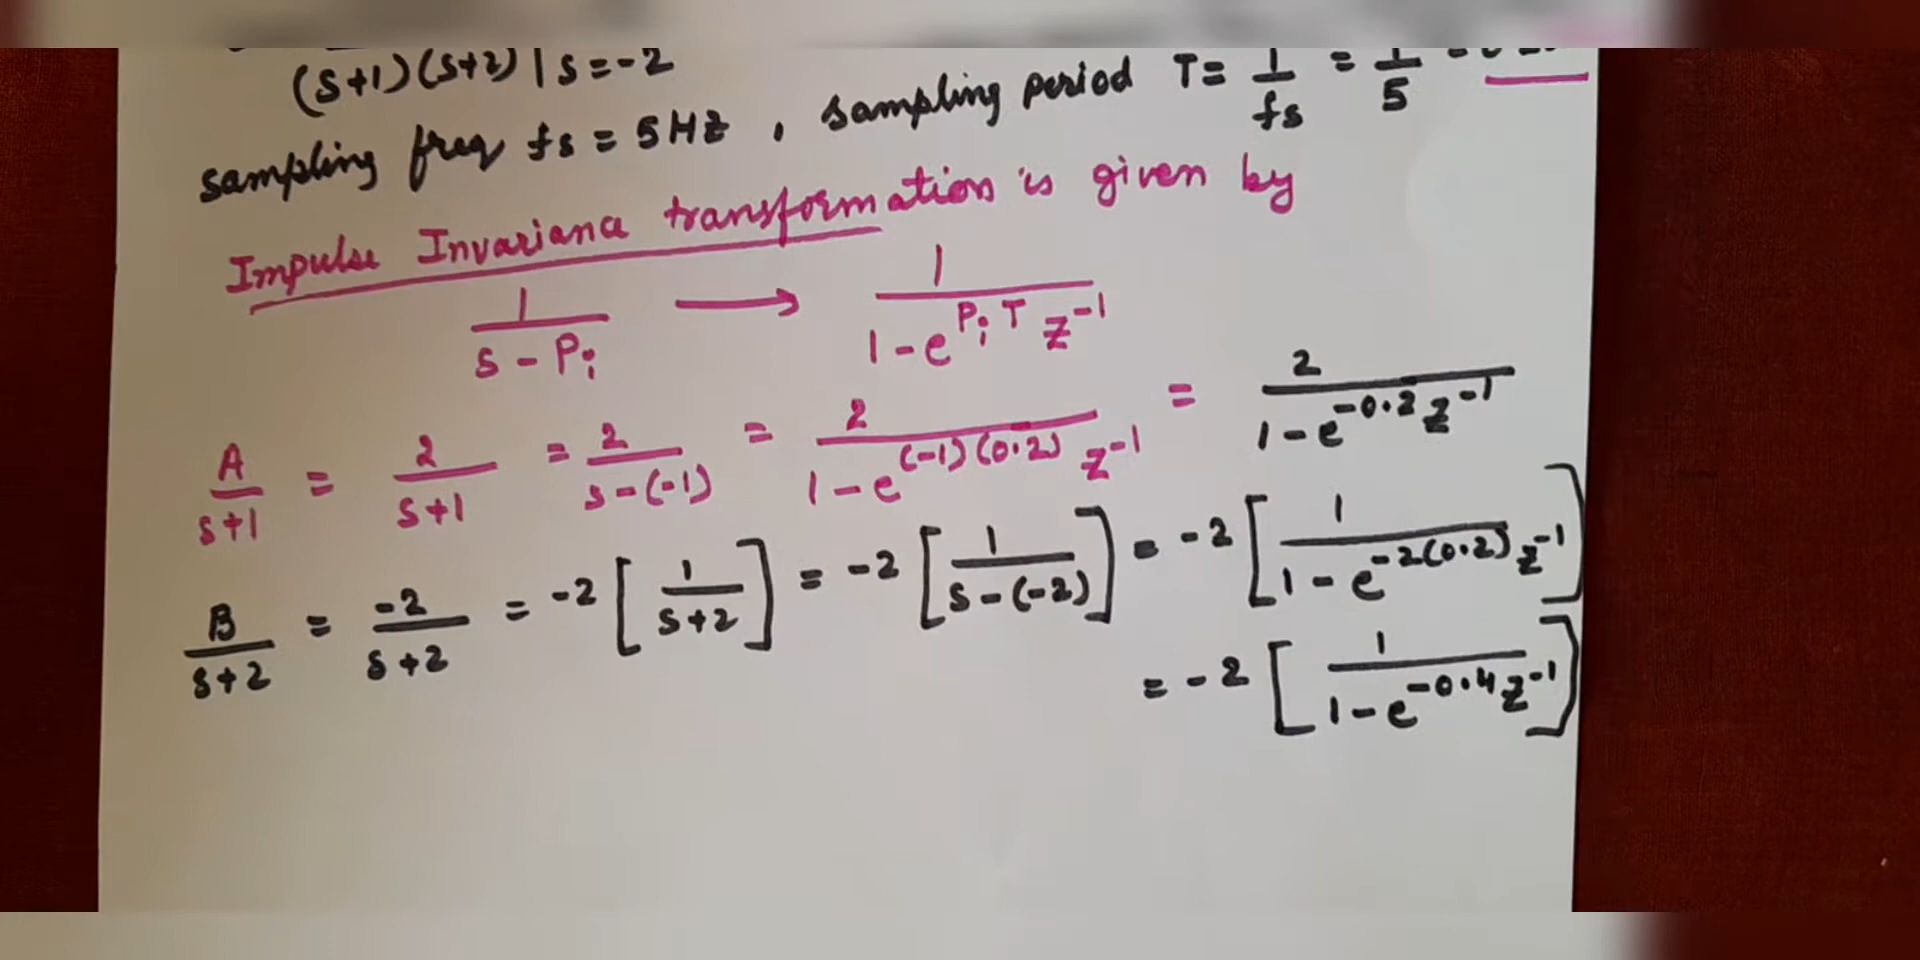 (s+1)(s+2) | s=-2
sampling freq fs = 5Hz , sampling period T = 1/fs = 1/5 =
Impulse Invariance transformation is given by
1/(s - Pi) → 1/(1 - e^(Pi T) z^-1)
A/(s+1) = 2/(s+1) = 2/(s-(-1)) = 2/(1 - e^((-1)(0.2)) z^-1) = 2/(1 - e^(-0.2) z^-1)
B/(s+2) = -2/(s+2) = -2 [1/(s+2)] = -2 [1/(s-(-2))] = -2 [1/(1 - e^(-2(0.2)) z^-1)]
= -2 [1/(1 - e^(-0.4) z^-1)]